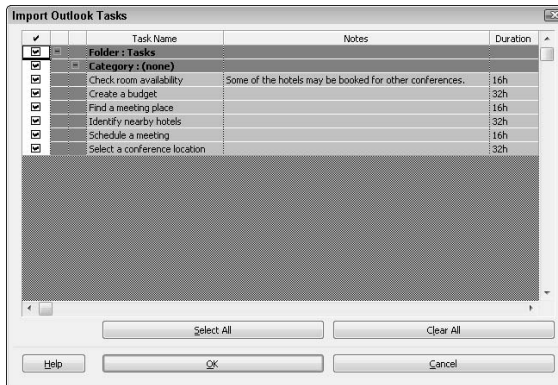 Import Outlook Tasks
Task Name Notes Duration
Folder : Tasks
Category : (none)
Check room availability Some of the hotels may be booked for other conferences. 16h
Create a budget 32h
Find a meeting place 16h
Identify nearby hotels 32h
Schedule a meeting 16h
Select a conference location 32h
Select All Clear All
Help OK Cancel